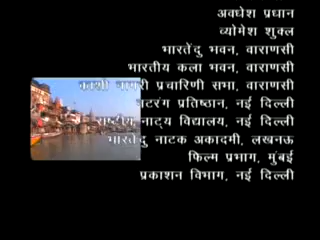 अवधेश प्रधान
व्योमेश शुक्ल
भारतेंदु भवन, वाराणसी
भारतीय कला भवन, वाराणसी
काशी नागरी प्रचारिणी सभा, वाराणसी
नटरंग प्रतिष्ठान, नई दिल्ली
राष्ट्रीय नाट्य विद्यालय, नई दिल्ली
भारतेंदु नाटक अकादमी, लखनऊ
फिल्म प्रभाग, मुंबई
प्रकाशन विभाग, नई दिल्ली